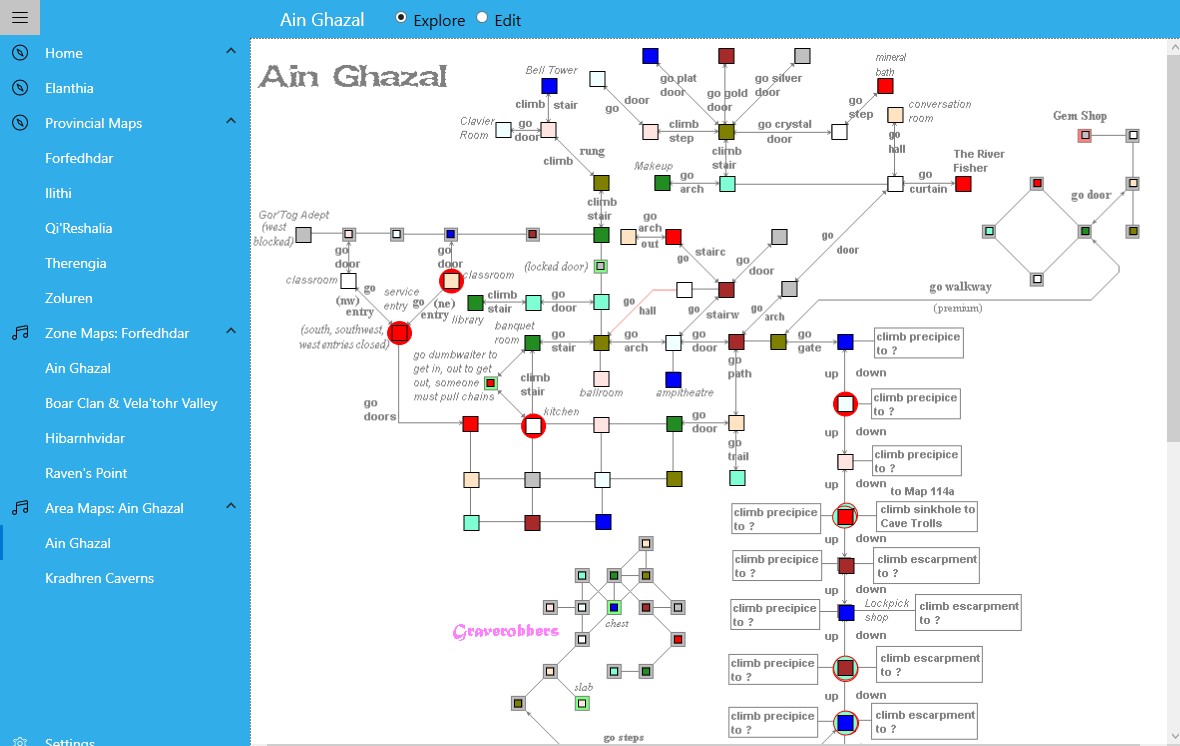 Ain Ghazal
Explore
Edit
Home
Elanthia
Provincial Maps
Forfedhdar
Ilithi
Qi'Reshalia
Therengia
Zoluren
Zone Maps: Forfedhdar
Ain Ghazal
Boar Clan & Vela'tohr Valley
Hibarnhvidar
Raven's Point
Area Maps: Ain Ghazal
Ain Ghazal
Kradhren Caverns
Settings
Ain Ghazal
Bell Tower
climb stair
Clavier
Room
go
door
climb
rung
door
go
go plat
door
go gold
door
go silver
door
climb
step
go crystal
door
climb
stair
Makeup
go
arch
mineral
bath
go
step
conversation
room
go
hall
The River
Fisher
go
curtain
Gem Shop
go door
go walkway
(premium)
climb
stair
Gor'Tog Adept
(west
blocked)
go
door
go
door
classroom
classroom
go
(nw)
entry
service
entry
go
(ne)
entry
(south, southwest,
west entries closed)
library
climb
stair
go
door
(locked door)
go
arch
out
stairc
go
go
door
go
door
go
hall
go
stairw
go
arch
banquet
room
go
stair
go
arch
go
door
go
gate
go dumbwaiter to
get in, out to get
out, someone
must pull chains
climb
stair
kitchen
ballroom
ampitheatre
go
path
go
doors
go
door
go
trail
climb precipice
to ?
up down
climb precipice
to ?
up down
climb precipice
to ?
up down
to Map 114a
climb precipice
to ?
climb sinkhole to
Cave Trolls
up down
climb precipice
to ?
climb escarpment
to ?
up down
climb precipice
to ?
Lockpick
shop
climb escarpment
to ?
up down
climb precipice
to ?
climb escarpment
to ?
up down
climb precipice
to ?
climb escarpment
to ?
Graverobbers
chest
slab
go steps